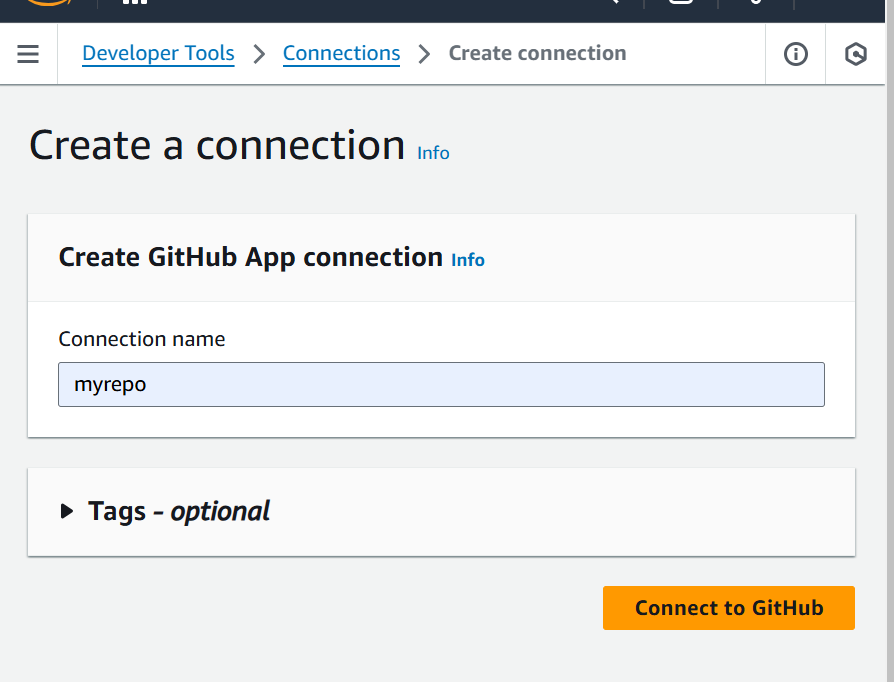 Developer Tools > Connections > Create connection
Create a connection Info
Create GitHub App connection Info
Connection name
myrepo
Tags - optional
Connect to GitHub